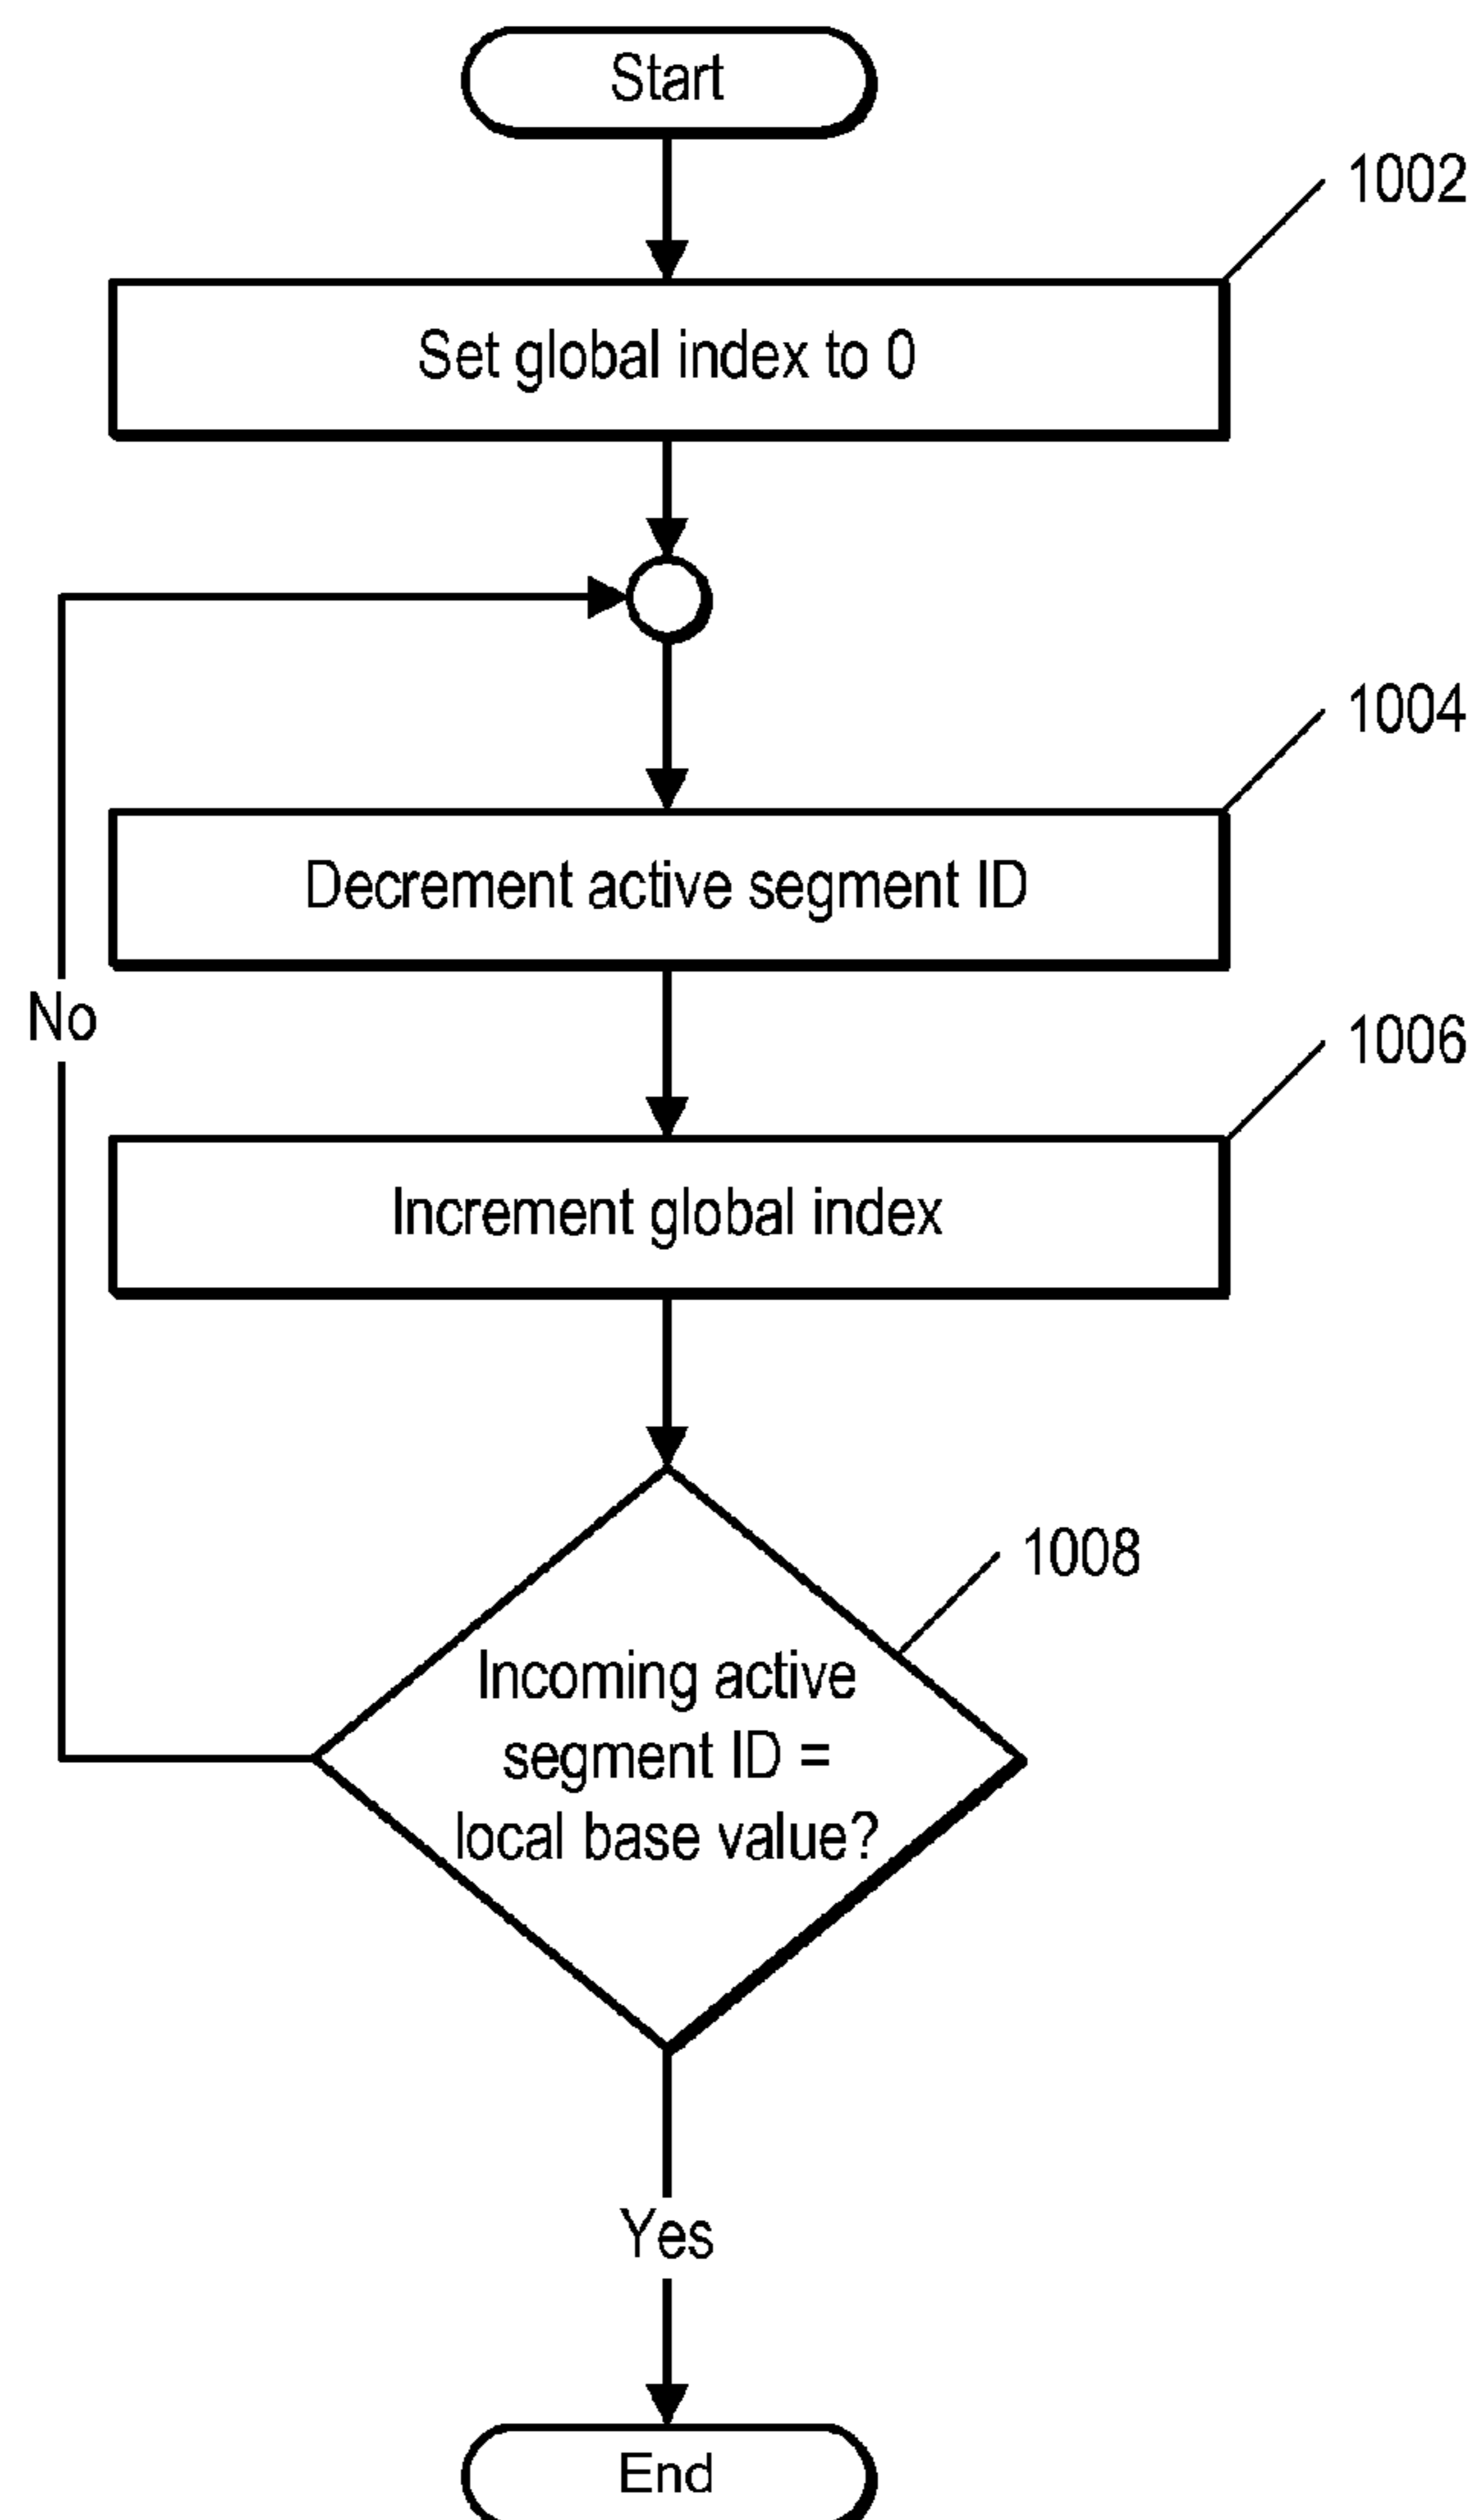 Start
1002
Set global index to 0
1004
Decrement active segment ID
No
1006
Increment global index
1008
Incoming active
segment ID =
local base value?
Yes
End